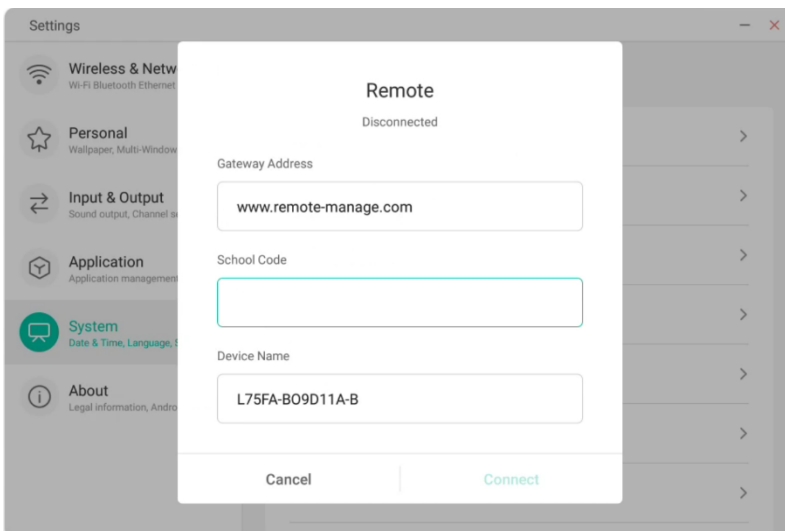 Settings
Wireless & Netw
Wi-Fi Bluetooth Ethernet
Personal
Wallpaper, Multi-Window
Input & Output
Sound output, Channel se
Application
Application management
System
Date & Time, Language, S
About
Legal information, Andro
Remote
Disconnected
Gateway Address
www.remote-manage.com
School Code
Device Name
L75FA-BO9D11A-B
Cancel
Connect